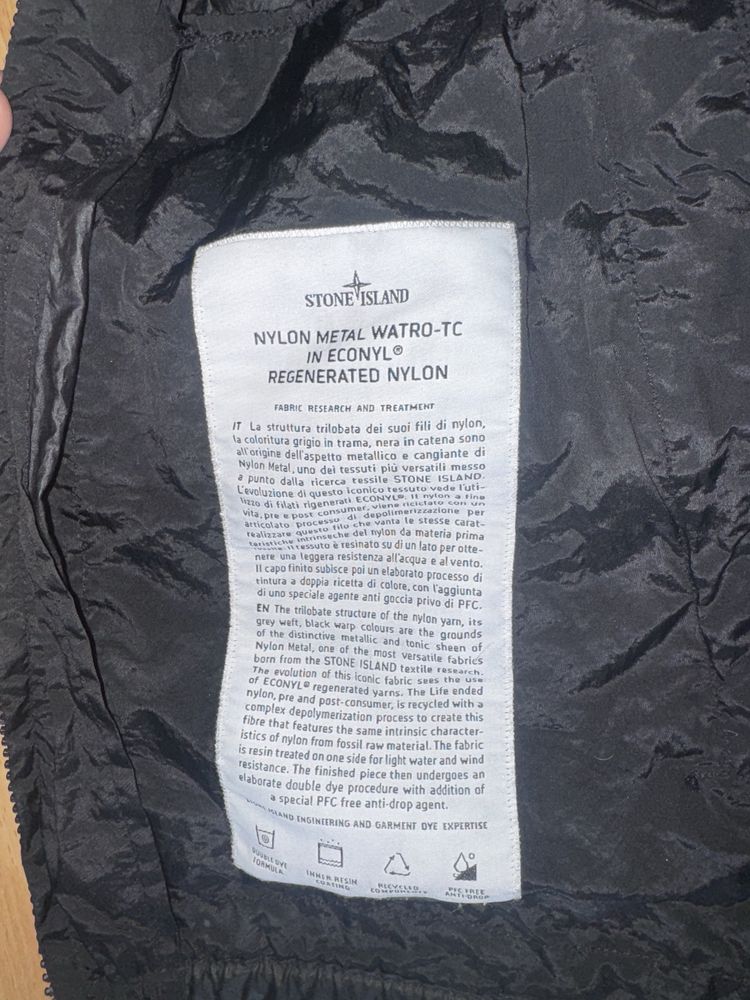 STONE ISLAND
NYLON METAL WATRO-TC
IN ECONYL®
REGENERATED NYLON
FABRIC RESEARCH AND TREATMENT
IT La struttura trilobata dei suoi fili di nylon,
la coloritura grigio in trama, nera in catena sono
all'origine dell'aspetto metallico e cangiante di
Nylon Metal, uno dei tessuti più versatili messo
a punto dalla ricerca tessile STONE ISLAND.
L'evoluzione di questo iconico tessuto vede l'uti-
lizzo di filati rigenerati ECONYL®. Il nylon a fine
vita, pre e post consumer, viene riciclato con un
articolato processo di depolimerizzazione per
realizzare questo filo che vanta le stesse carat-
teristiche intrinseche del nylon da materia prima
fossile. Il tessuto è resinato su di un lato per otte-
nere una leggera resistenza all'acqua e al vento.
Il capo finito subisce poi un elaborato processo di
tintura a doppia ricetta di colore, con l'aggiunta
di uno speciale agente anti goccia privo di PFC.
EN The trilobate structure of the nylon yarn, its
grey weft, black warp colours are the grounds
of the distinctive metallic and tonic sheen of
Nylon Metal, one of the most versatile fabrics
born from the STONE ISLAND textile research.
The evolution of this iconic fabric sees the use
of ECONYL® regenerated yarns. The Life ended
nylon, pre and post-consumer, is recycled with a
complex depolymerization process to create this
fibre that features the same intrinsic character-
istics of nylon from fossil raw material. The fabric
is resin treated on one side for light water and wind
resistance. The finished piece then undergoes an
elaborate double dye procedure with addition of
a special PFC free anti-drop agent.
STONE ISLAND ENGINEERING AND GARMENT DYE EXPERTISE
DOUBLE DYE
FORMULA
INNER RESIN
COATING
RECYCLED
COMPONENTS
PFC FREE
ANTI-DROP